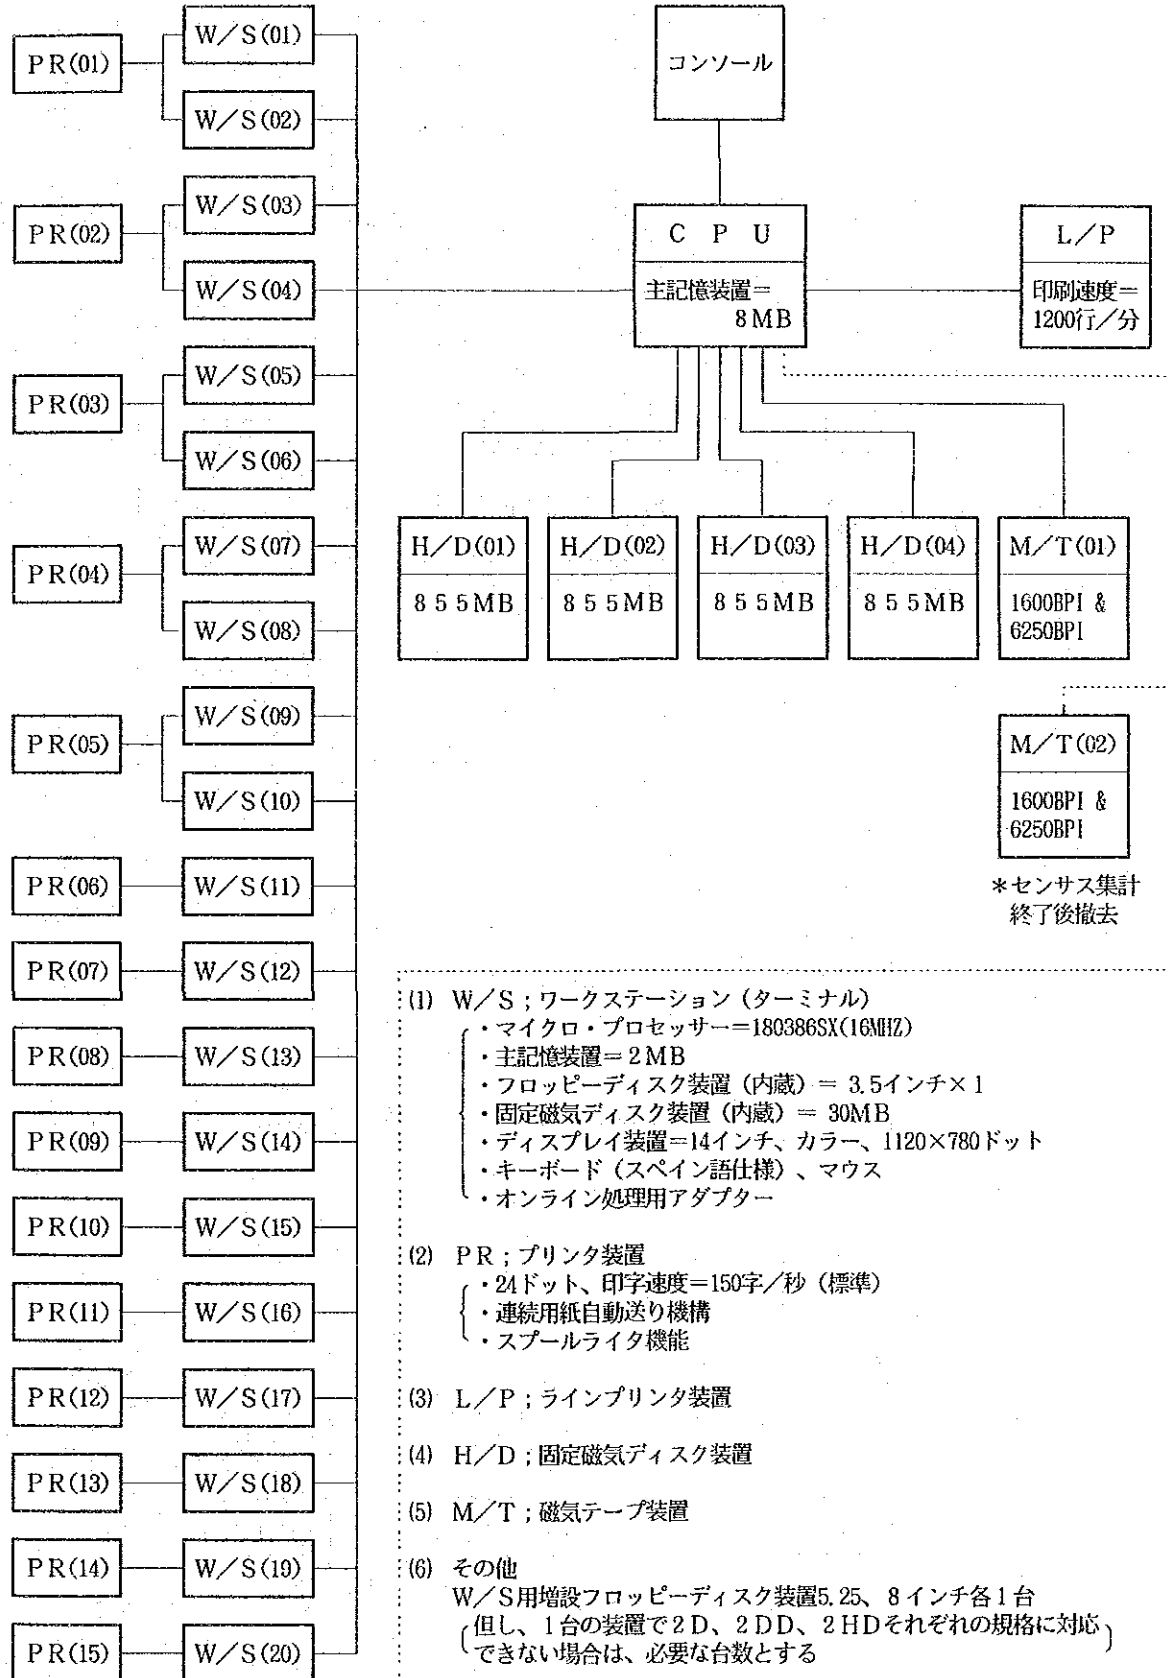 PR(01)
W/S(01)
W/S(02)
PR(02)
W/S(03)
W/S(04)
PR(03)
W/S(05)
W/S(06)
PR(04)
W/S(07)
W/S(08)
PR(05)
W/S(09)
W/S(10)
PR(06)
W/S(11)
PR(07)
W/S(12)
PR(08)
W/S(13)
PR(09)
W/S(14)
PR(10)
W/S(15)
PR(11)
W/S(16)
PR(12)
W/S(17)
PR(13)
W/S(18)
PR(14)
W/S(19)
PR(15)
W/S(20)
コンソール
CPU
主記憶装置=
8MB
L/P
印刷速度=
1200行/分
H/D(01)
855MB
H/D(02)
855MB
H/D(03)
855MB
H/D(04)
855MB
M/T(01)
1600BPI &
6250BPI
M/T(02)
1600BPI &
6250BPI
*センサス集計
終了後撤去
(1) W/S;ワークステーション(ターミナル)
・マイクロ・プロセッサー=180386SX(16MHZ)
・主記憶装置=2MB
・フロッピーディスク装置(内蔵)= 3.5インチ×1
・固定磁気ディスク装置(内蔵)= 30MB
・ディスプレイ装置=14インチ、カラー、1120×780ドット
・キーボード(スペイン語仕様)、マウス
・オンライン処理用アダプター
(2) PR;プリンタ装置
・24ドット、印字速度=150字/秒(標準)
・連続用紙自動送り機構
・スプールライタ機能
(3) L/P;ラインプリンタ装置
(4) H/D;固定磁気ディスク装置
(5) M/T;磁気テープ装置
(6) その他
W/S用増設フロッピーディスク装置5.25、8インチ各1台
(但し、1台の装置で2D、2DD、2HDそれぞれの規格に対応
できない場合は、必要な台数とする)